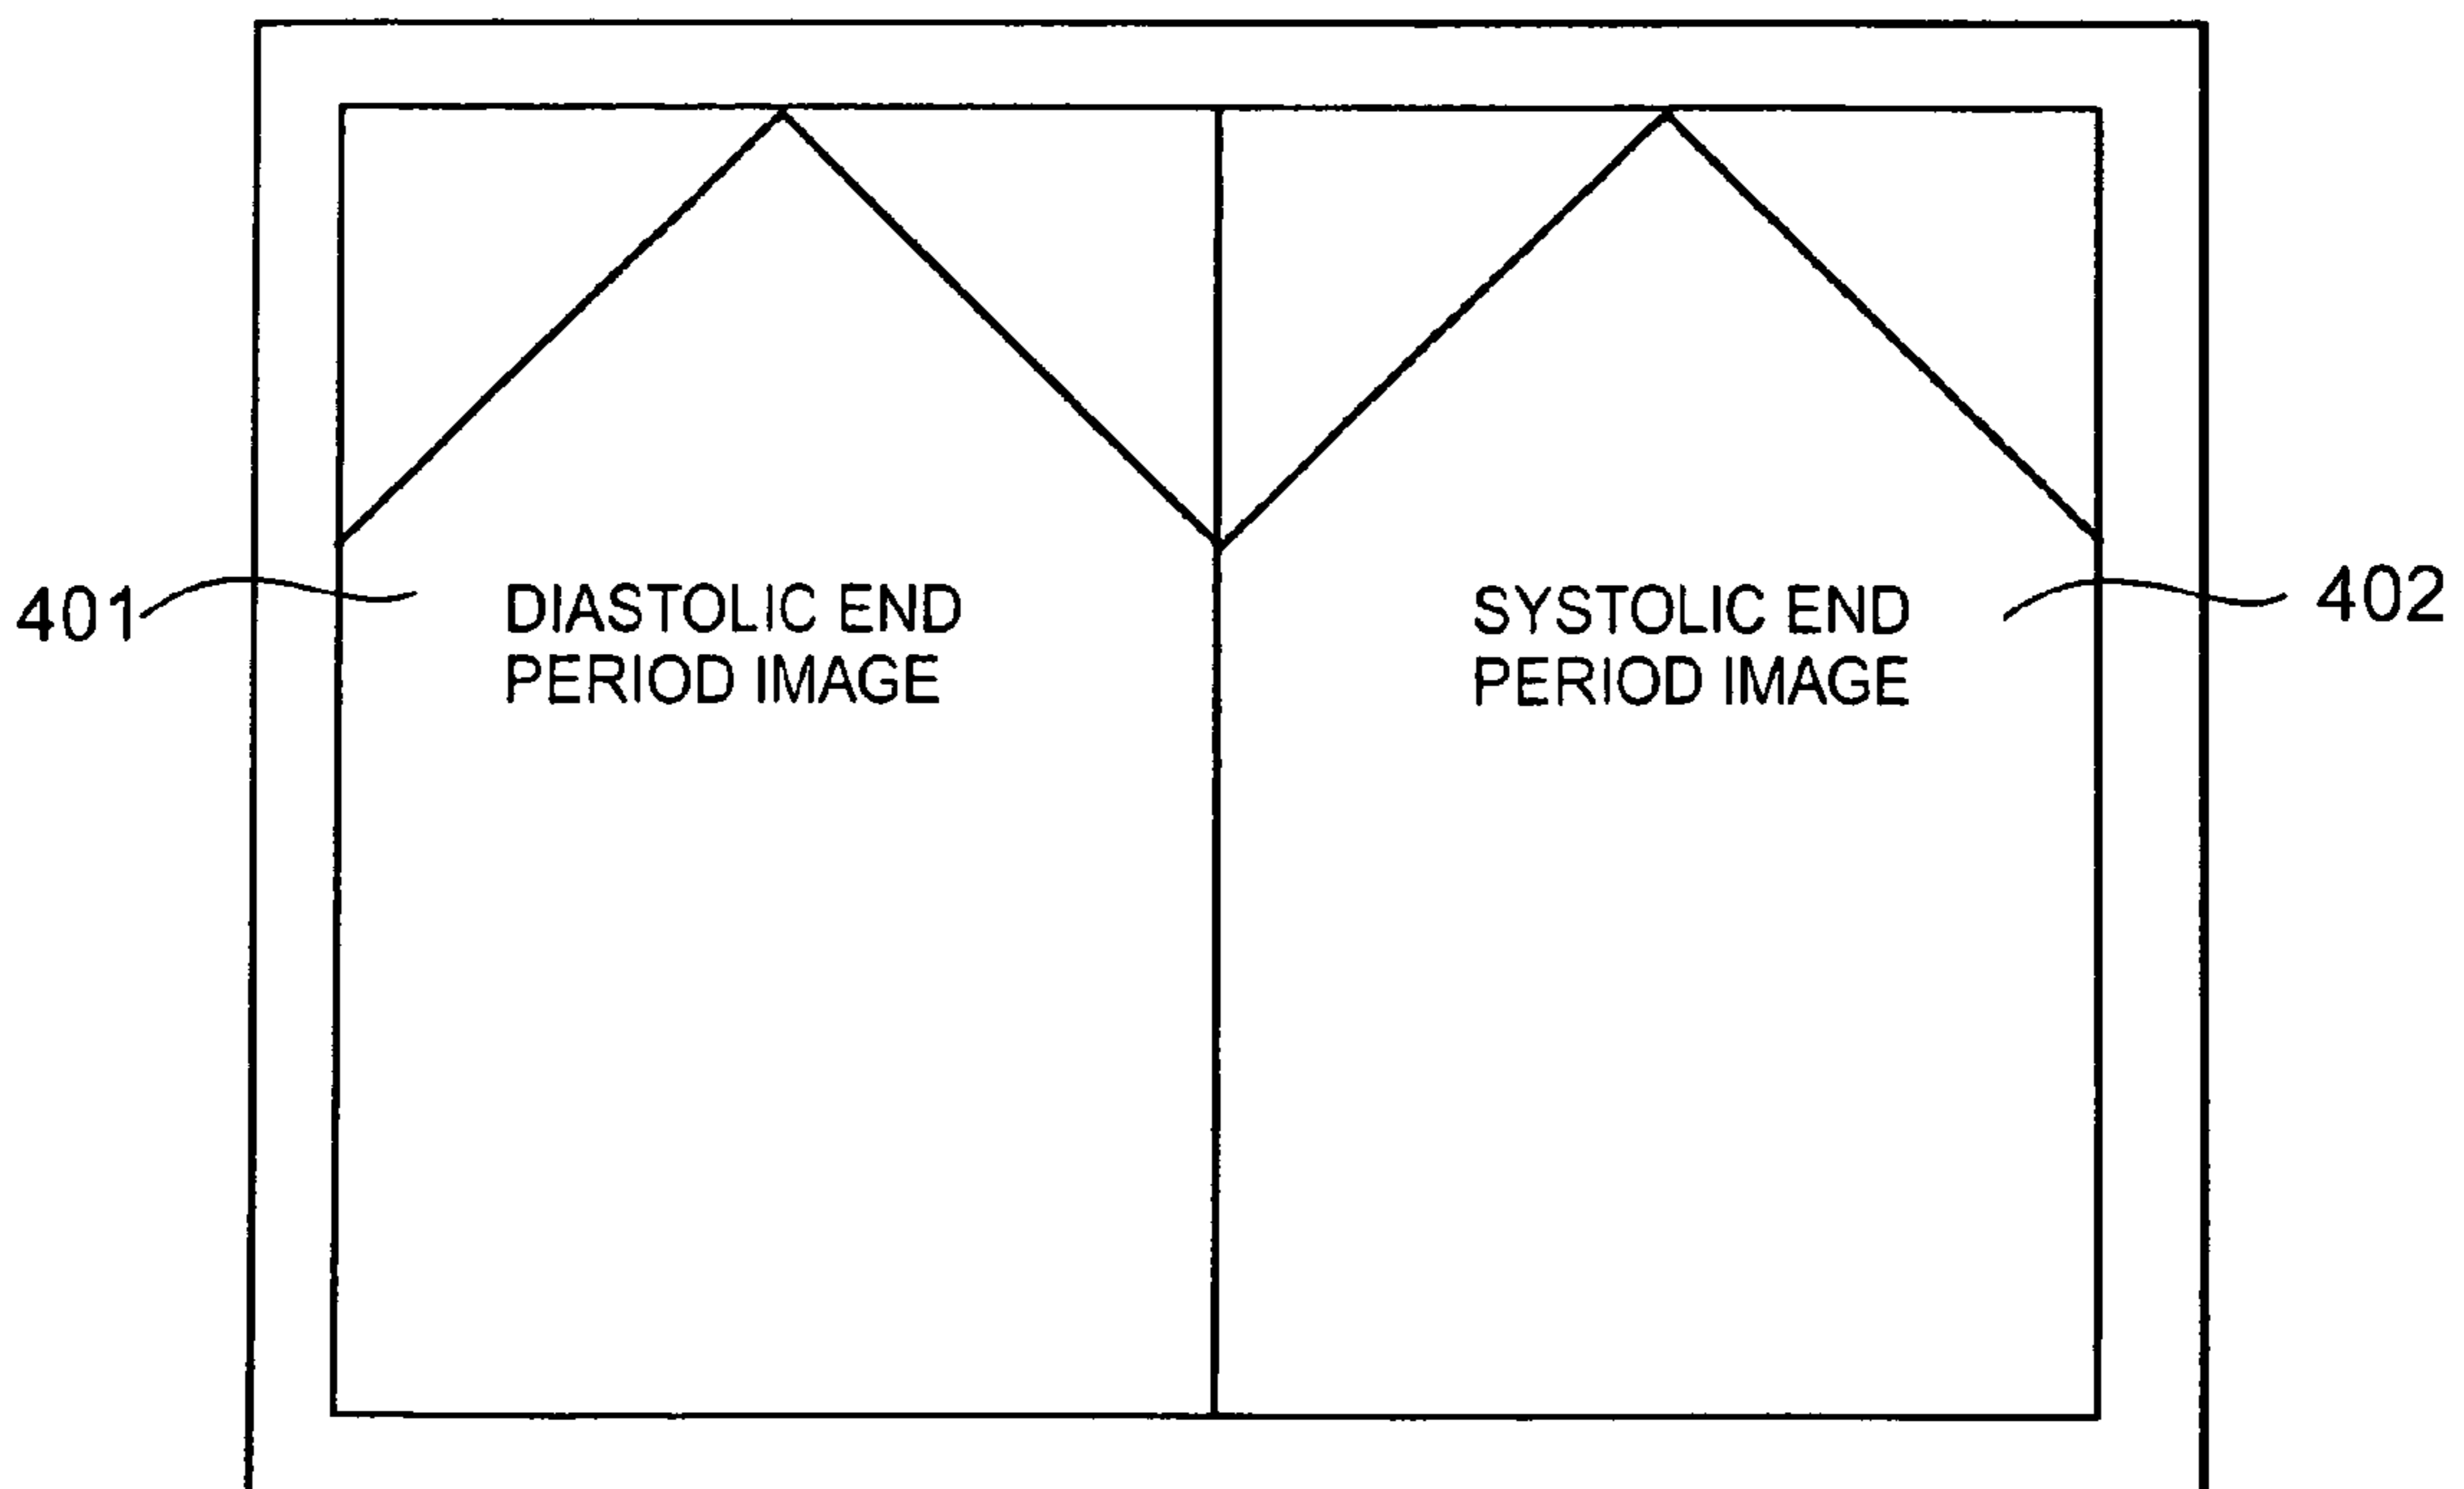 401
DIASTOLIC END
PERIOD IMAGE
SYSTOLIC END
PERIOD IMAGE
402